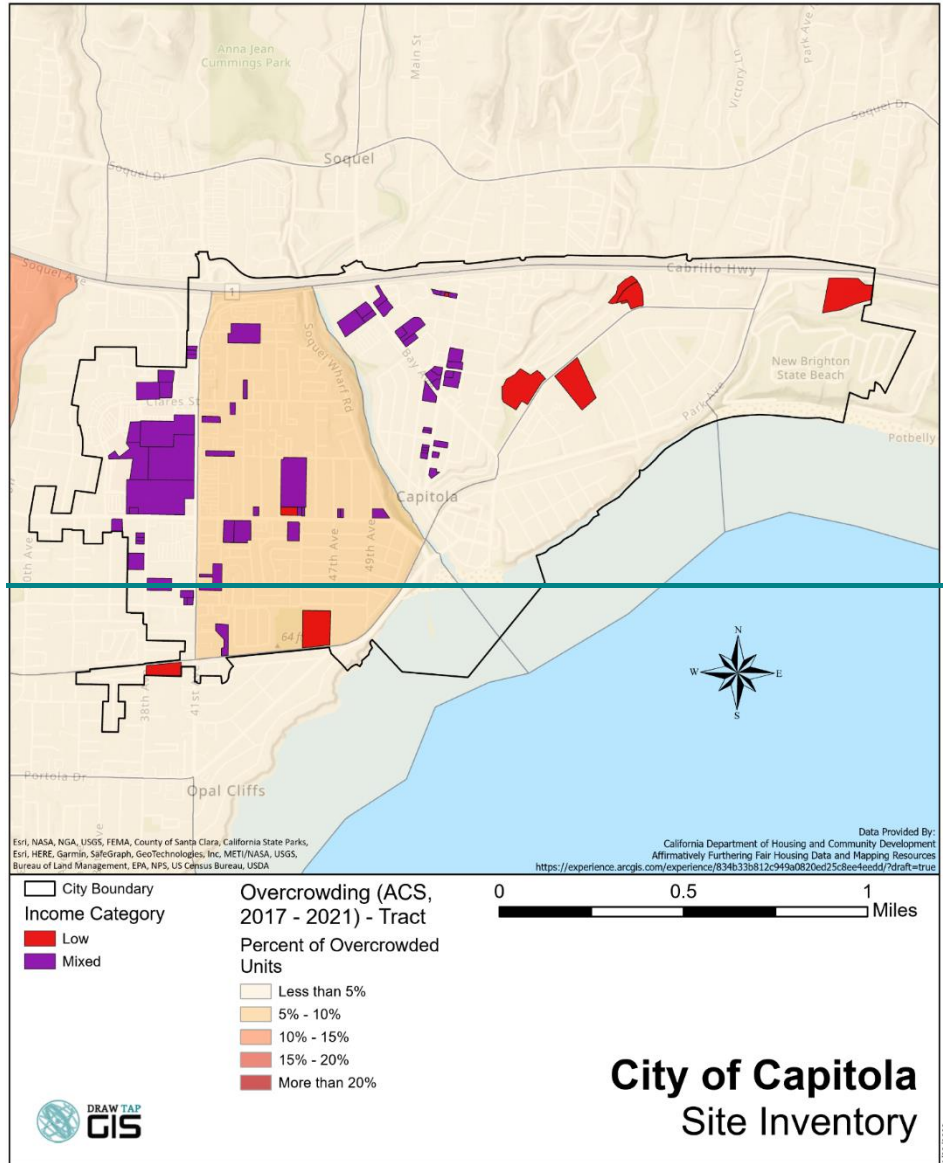 Anna Jean
Cummings Park
Main St
Victory Ln
Park Ave
Soquel Dr
Soquel
Soquel Dr
Soquel Ave
Cabrillo Hwy
1
Soquel Wharf Rd
Bay
New Brighton
State Beach
Clares St
Park Ave
Potbelly
Capitola
47th Ave
49th Ave
64 ft
N
W
E
S
38th A
41st
Portola Dr
Opal Cliffs
Esri, NASA, NGA, USGS, FEMA, County of Santa Clara, California State Parks,
Esri, HERE, Garmin, SafeGraph, GeoTechnologies, Inc, METI/NASA, USGS,
Bureau of Land Management, EPA, NPS, US Census Bureau, USDA
Data Provided By:
California Department of Housing and Community Development
Affirmatively Furthering Fair Housing Data and Mapping Resources
https://experience.arcgis.com/experience/834b33b812c949a0820ed25c8ee4eedd/?draft=true
City Boundary
Income Category
Low
Mixed
Overcrowding (ACS,
2017 - 2021) - Tract
Percent of Overcrowded
Units
Less than 5%
5% - 10%
10% - 15%
15% - 20%
More than 20%
0 0.5 1
Miles
DRAW TAP
GIS
City of Capitola
Site Inventory